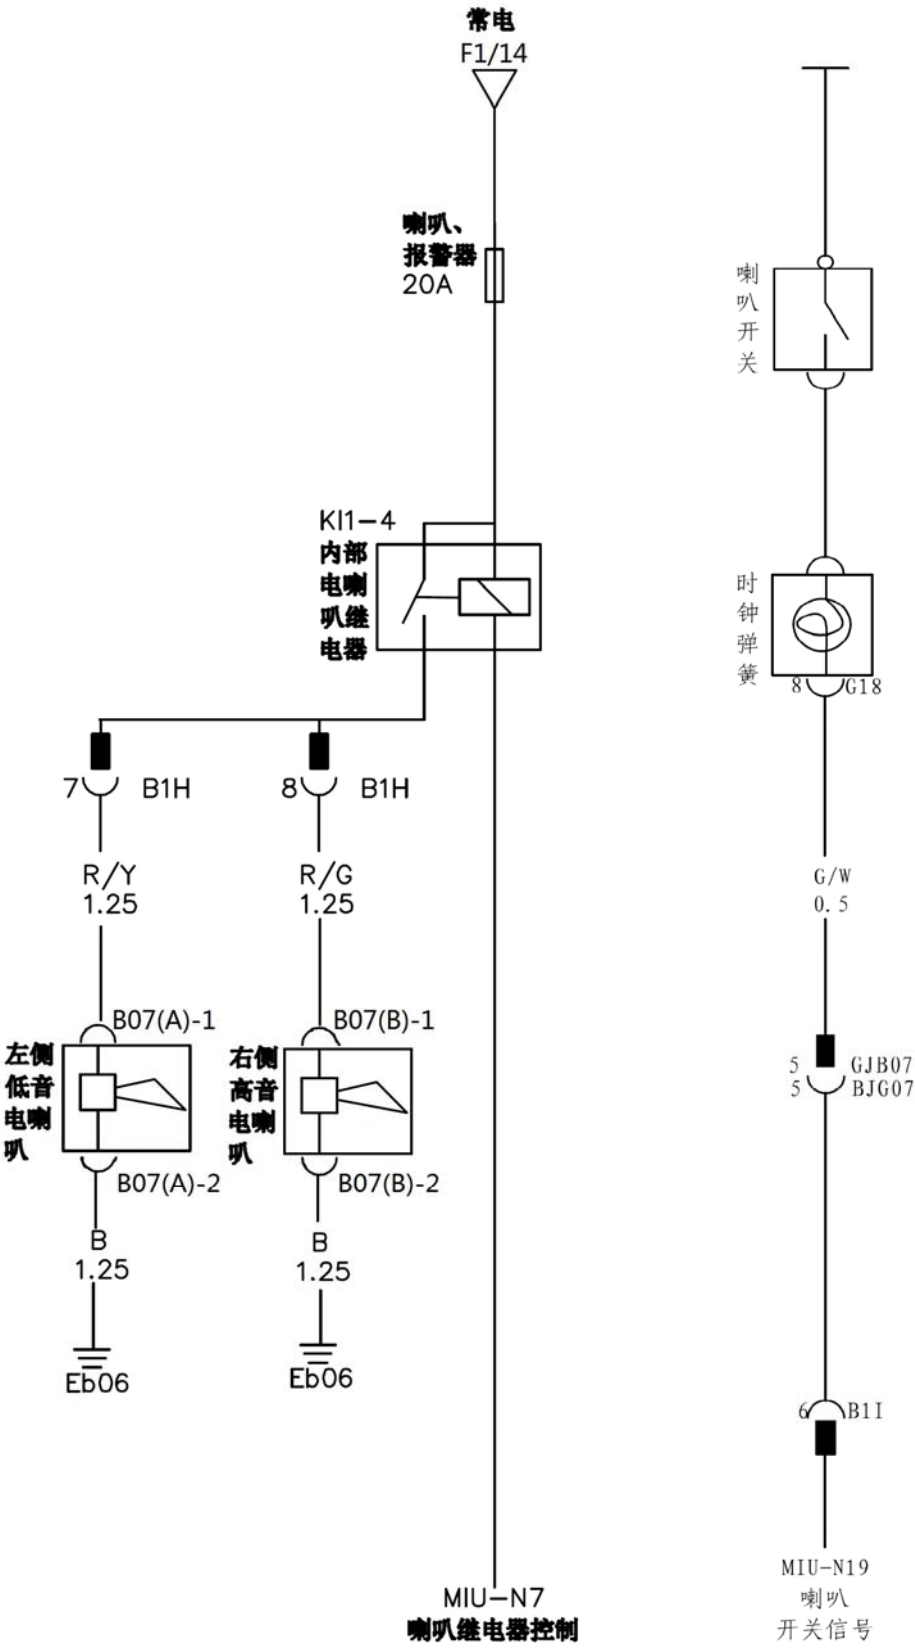 常电
F1/14
喇叭、
报警器
20A
喇
叭
开
关
KI1-4
内部
电喇
叭继
电器
时
钟
弹
簧
8 G18
7 B1H
8 B1H
R/Y
1.25
R/G
1.25
G/W
0.5
B07(A)-1
B07(B)-1
左侧
低音
电喇
叭
右侧
高音
电喇
叭
5 GJB07
5 BJG07
B07(A)-2
B07(B)-2
B
1.25
B
1.25
Eb06
Eb06
6 B1I
MIU-N7
喇叭继电器控制
MIU-N19
喇叭
开关信号